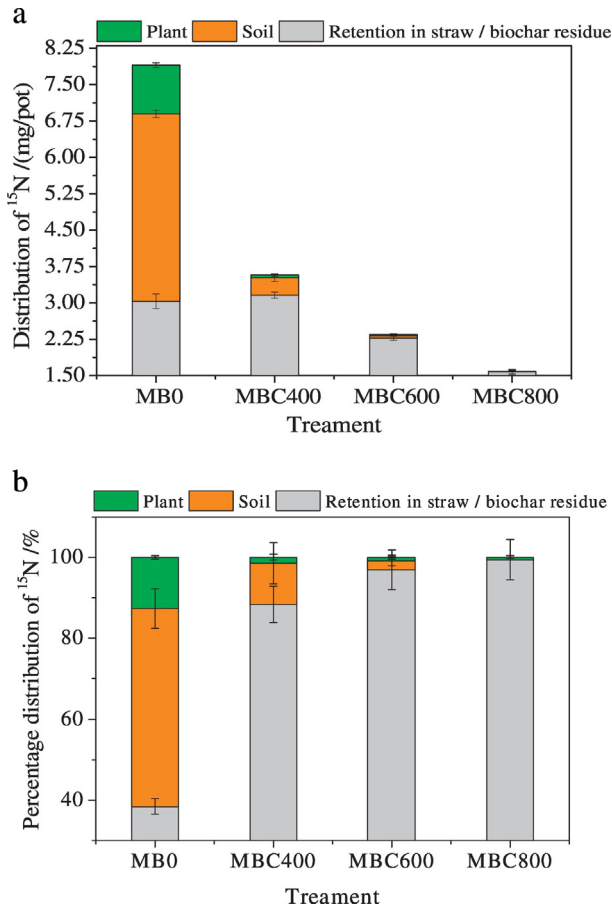 a
Plant Soil Retention in straw / biochar residue
8.25
7.50
6.75
6.00
5.25
4.50
3.75
3.00
2.25
1.50
Distribution of ¹⁵N /(mg/pot)
MB0 MBC400 MBC600 MBC800
Treament
b
Plant Soil Retention in straw / biochar residue
100
80
60
40
Percentage distribution of ¹⁵N /%
MB0 MBC400 MBC600 MBC800
Treament